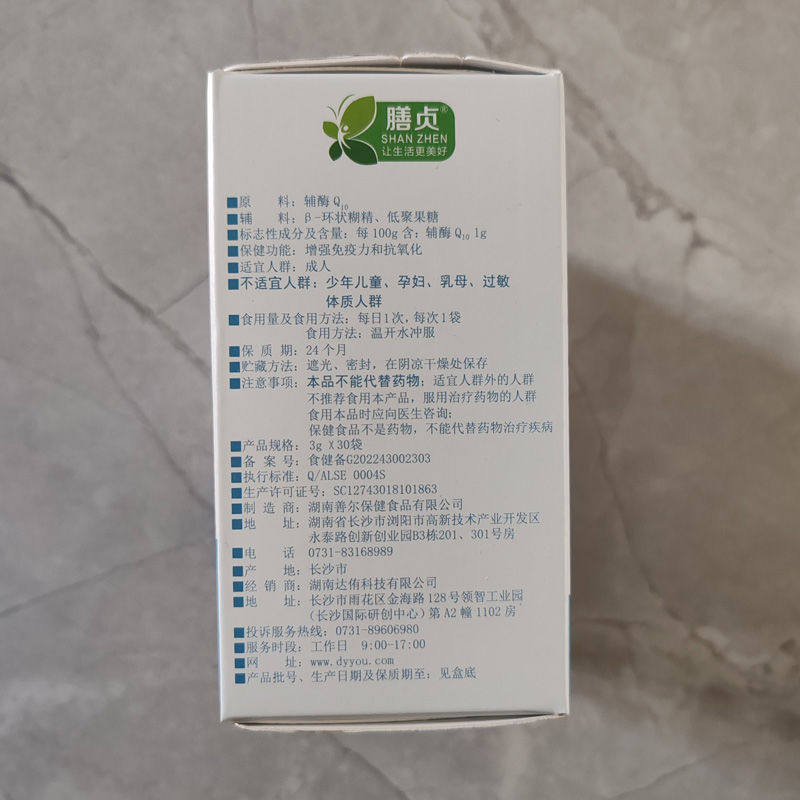 膳贞®
SHAN ZHEN
让生活更美好
■原 料：辅酶Q10
■辅 料：β-环状糊精、低聚果糖
■标志性成分及含量：每100g含：辅酶Q10 1g
■保健功能：增强免疫力和抗氧化
■适宜人群：成人
■不适宜人群：少年儿童、孕妇、乳母、过敏
体质人群
■食用量及食用方法：每日1次，每次1袋
食用方法：温开水冲服
■保 质 期：24个月
■贮藏方法：遮光、密封，在阴凉干燥处保存
■注意事项：本品不能代替药物；适宜人群外的人群
不推荐食用本产品，服用治疗药物的人群
食用本品时应向医生咨询；
保健食品不是药物，不能代替药物治疗疾病
■产品规格：3g X 30袋
■备 案 号：食健备G202243002303
■执行标准：Q/ALSE 0004S
■生产许可证号：SC12743018101863
■制 造 商：湖南善尔保健食品有限公司
■地 址：湖南省长沙市浏阳市高新技术产业开发区
永泰路创新创业园B3栋201、301号房
■电 话 0731-83168989
■产 地：长沙市
■经 销 商：湖南达侑科技有限公司
■地 址：长沙市雨花区金海路128号领智工业园
（长沙国际研创中心）第A2幢1102房
■投诉服务热线：0731-89606980
■服务时段：工作日 9:00-17:00
■网 址：www.dyyou.com
■产品批号、生产日期及保质期至：见盒底